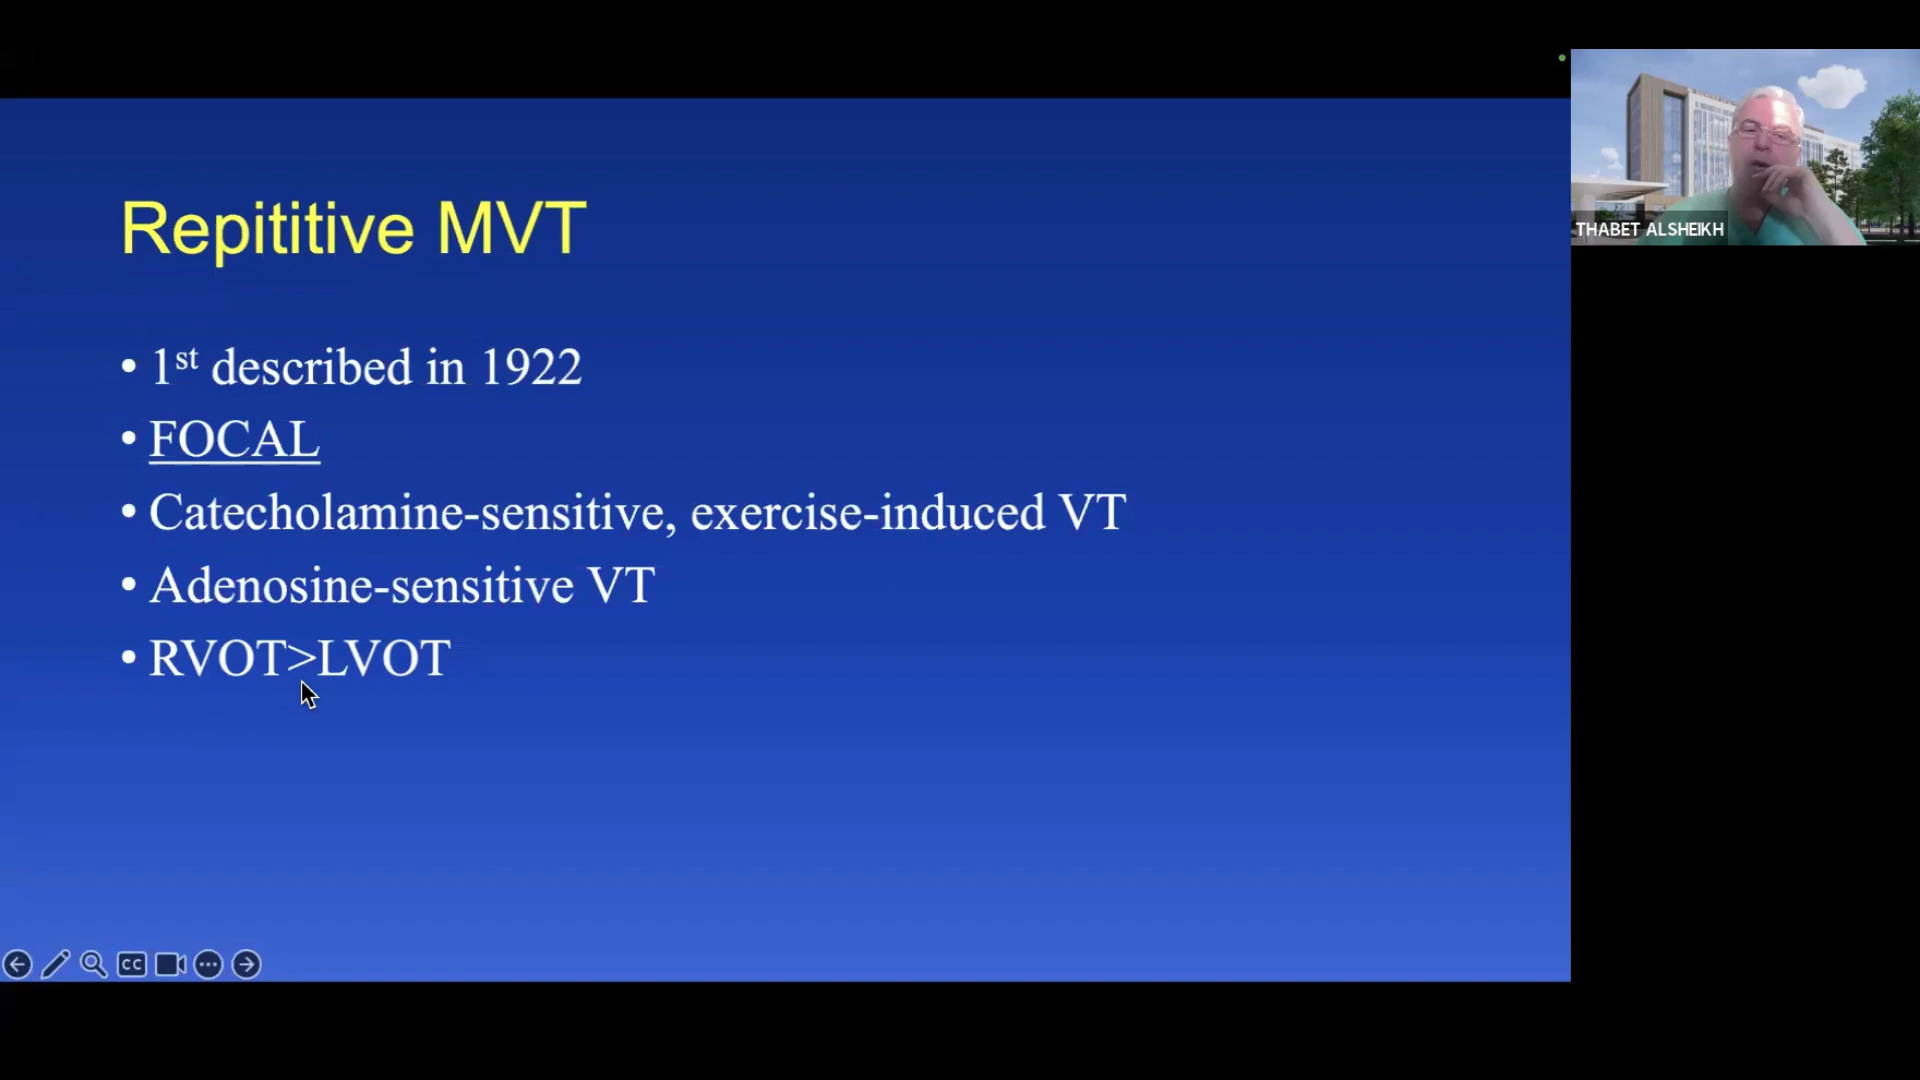 Repititive MVT
• 1st described in 1922
• FOCAL
• Catecholamine-sensitive, exercise-induced VT
• Adenosine-sensitive VT
• RVOT>LVOT
THABET ALSHEIKH
CC